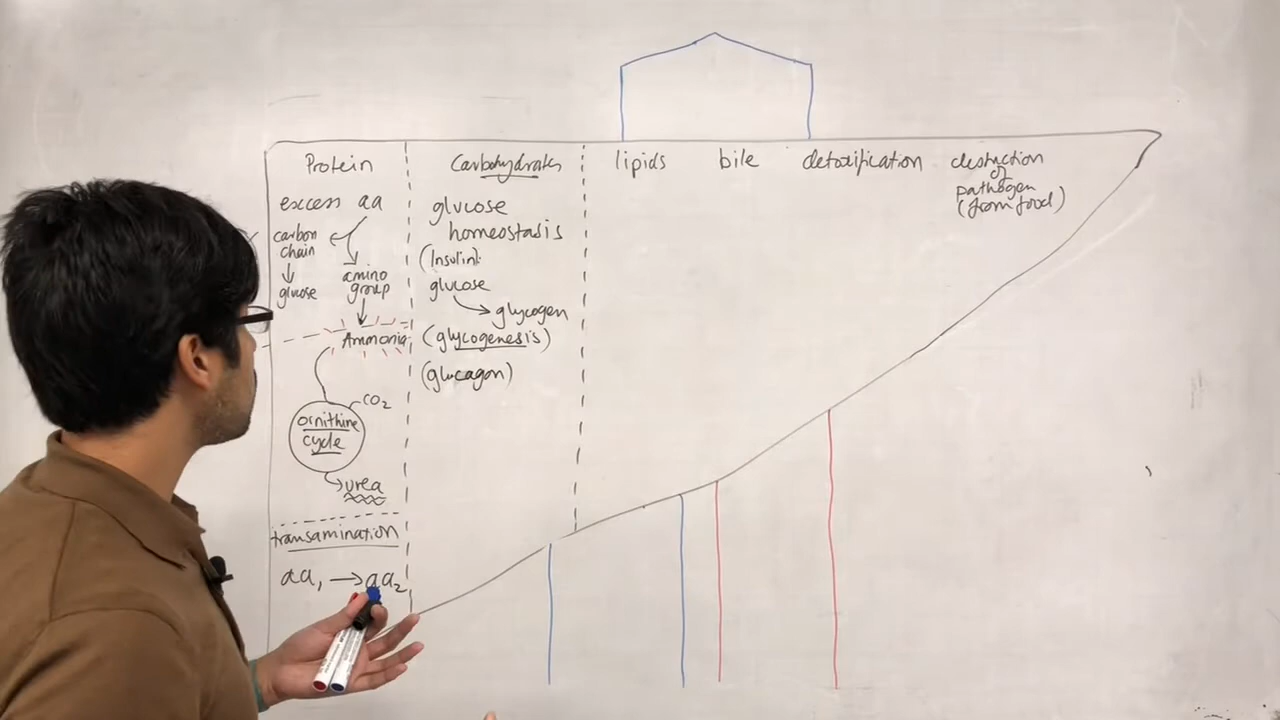 Protein
excess aa
carbon
chain
glucose
amino
group
Ammonia
CO2
ornithine
cycle
urea
transamination
aa1 → aa2
Carbohydrates
glucose
homeostasis
(Insulin):
glucose
glycogen
(glycogenesis)
(glucagon)
lipids
bile
detoxification
destruction
of
pathogen
(from food)